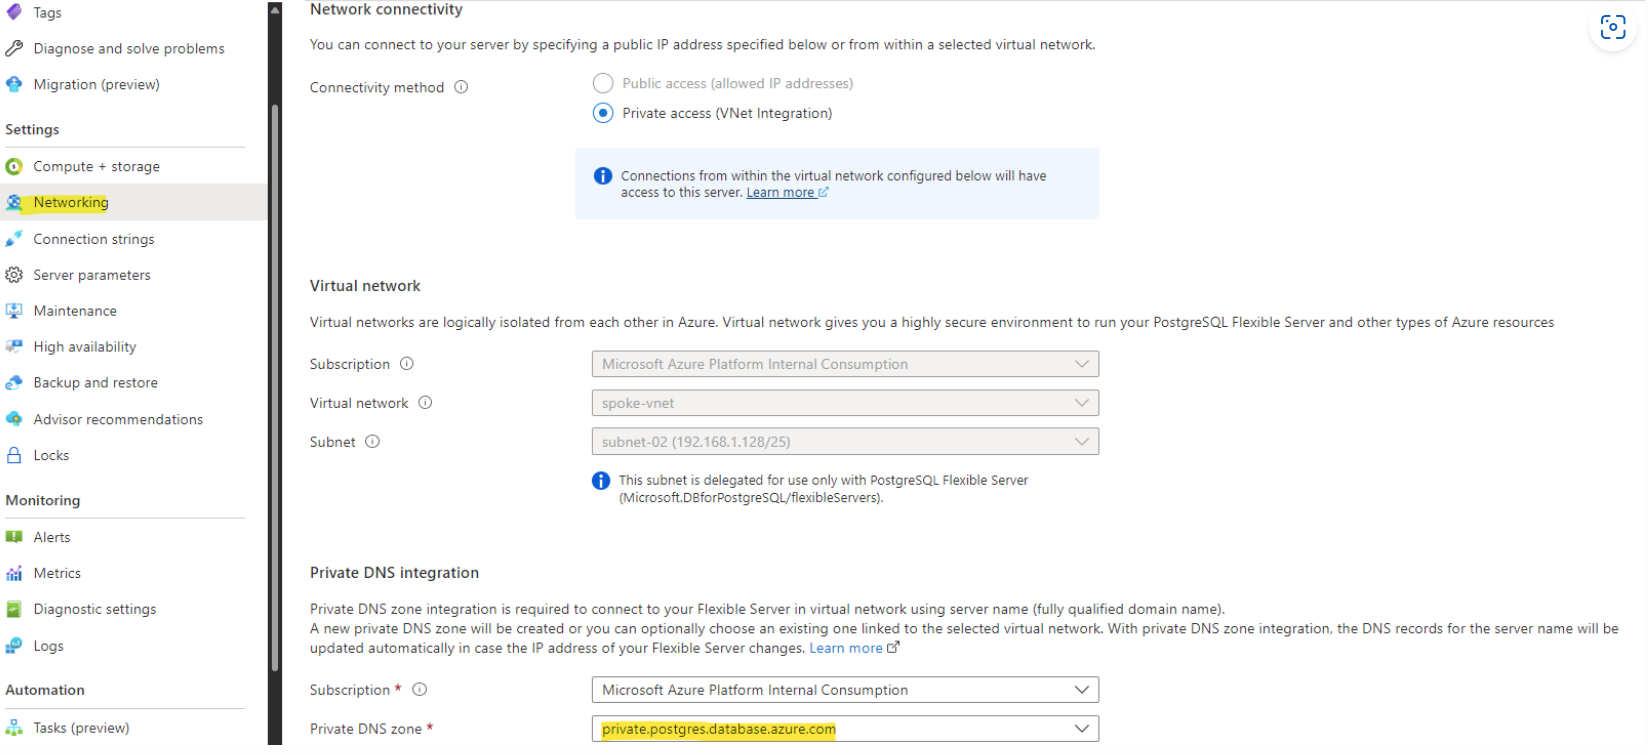 Tags
Diagnose and solve problems
Migration (preview)
Settings
Compute + storage
Networking
Connection strings
Server parameters
Maintenance
High availability
Backup and restore
Advisor recommendations
Locks
Monitoring
Alerts
Metrics
Diagnostic settings
Logs
Automation
Tasks (preview)
Network connectivity
You can connect to your server by specifying a public IP address specified below or from within a selected virtual network.
Connectivity method
Public access (allowed IP addresses)
Private access (VNet Integration)
Connections from within the virtual network configured below will have
access to this server. Learn more
Virtual network
Virtual networks are logically isolated from each other in Azure. Virtual network gives you a highly secure environment to run your PostgreSQL Flexible Server and other types of Azure resources
Subscription
Microsoft Azure Platform Internal Consumption
Virtual network
spoke-vnet
Subnet
subnet-02 (192.168.1.128/25)
This subnet is delegated for use only with PostgreSQL Flexible Server
(Microsoft.DBforPostgreSQL/flexibleServers).
Private DNS integration
Private DNS zone integration is required to connect to your Flexible Server in virtual network using server name (fully qualified domain name).
A new private DNS zone will be created or you can optionally choose an existing one linked to the selected virtual network. With private DNS zone integration, the DNS records for the server name will be
updated automatically in case the IP address of your Flexible Server changes. Learn more
Subscription *
Microsoft Azure Platform Internal Consumption
Private DNS zone *
private.postgres.database.azure.com